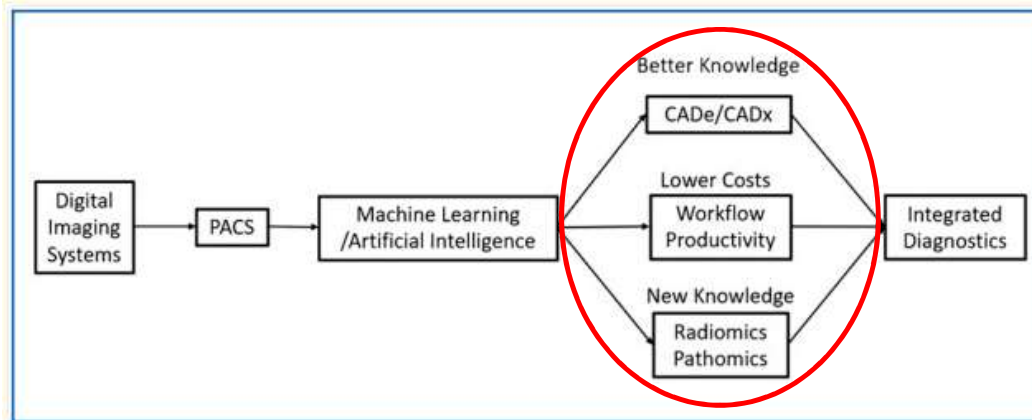 Better Knowledge
CADe/CADx
Lower Costs
Digital
Imaging
Systems
PACS
Machine Learning
/Artificial Intelligence
Workflow
Productivity
Integrated
Diagnostics
New Knowledge
Radiomics
Pathomics